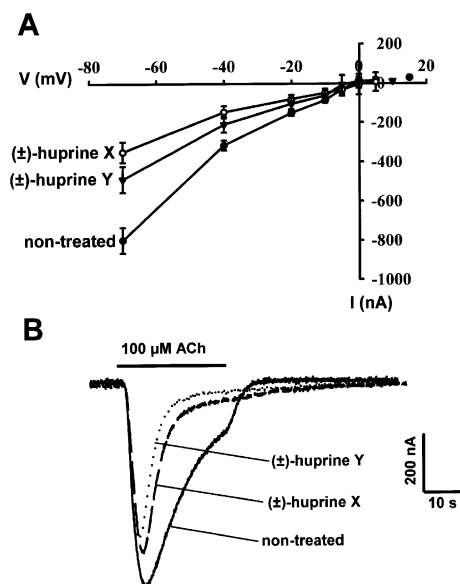 A
200
V (mV)
-80 -60 -40 -20 0 20
-200
(±)-huprine X
(±)-huprine Y
-400
-600
non-treated
-800
-1000
I (nA)
B
100 µM ACh
(±)-huprine Y
(±)-huprine X
non-treated
200 nA
10 s